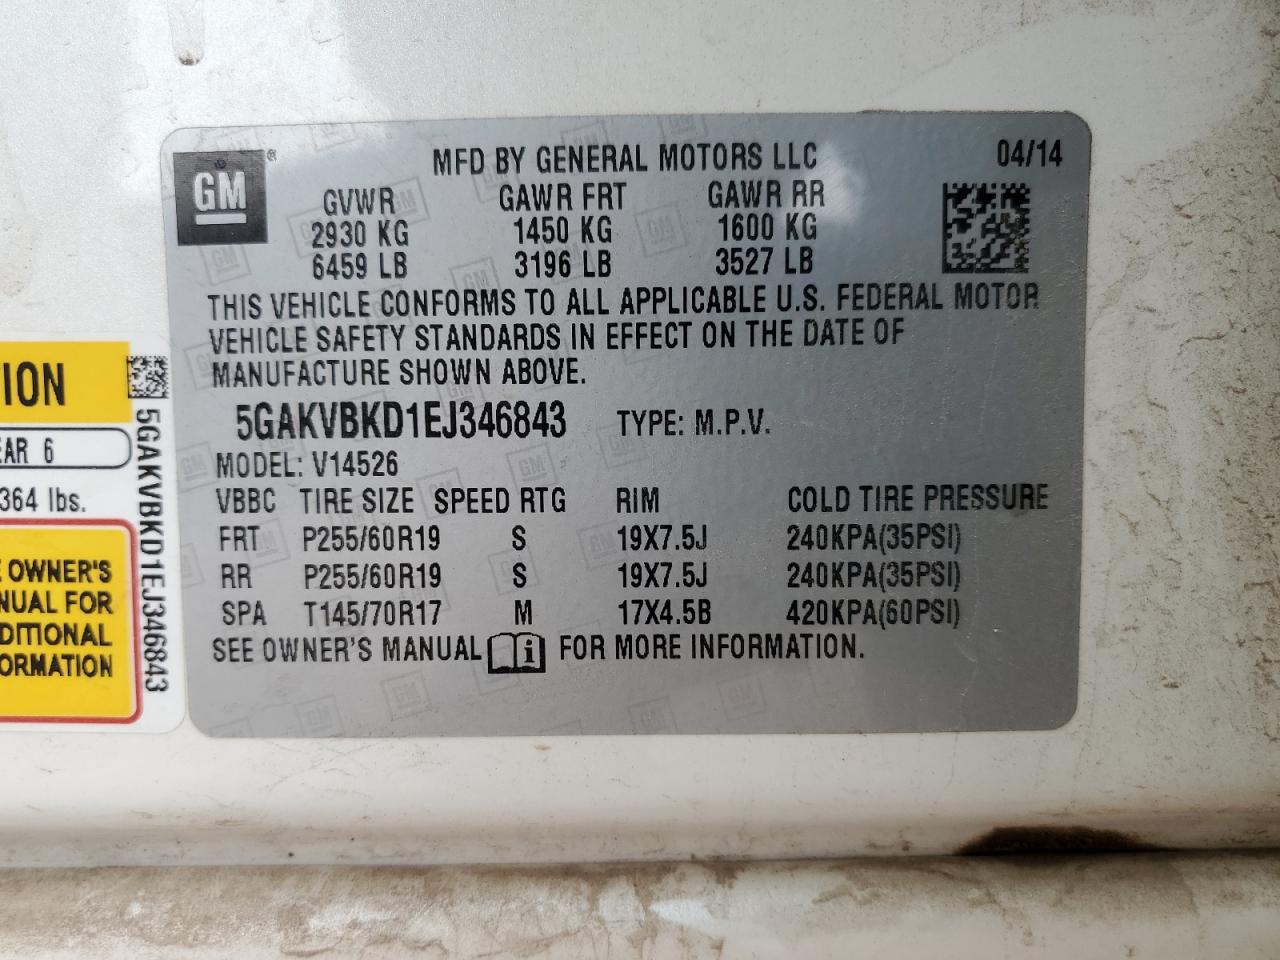 GM
®
MFD BY GENERAL MOTORS LLC 04/14
GVWR GAWR FRT GAWR RR
2930 KG 1450 KG 1600 KG
6459 LB 3196 LB 3527 LB
THIS VEHICLE CONFORMS TO ALL APPLICABLE U.S. FEDERAL MOTOR
VEHICLE SAFETY STANDARDS IN EFFECT ON THE DATE OF
MANUFACTURE SHOWN ABOVE.
5GAKVBKD1EJ346843 TYPE: M.P.V.
MODEL: V14526
VBBC TIRE SIZE SPEED RTG RIM COLD TIRE PRESSURE
FRT P255/60R19 S 19X7.5J 240KPA(35PSI)
RR P255/60R19 S 19X7.5J 240KPA(35PSI)
SPA T145/70R17 M 17X4.5B 420KPA(60PSI)
SEE OWNER'S MANUAL i FOR MORE INFORMATION.
ION
EAR 6
364 lbs.
E OWNER'S
NUAL FOR
DITIONAL
ORMATION
5GAKVBKD1EJ346843